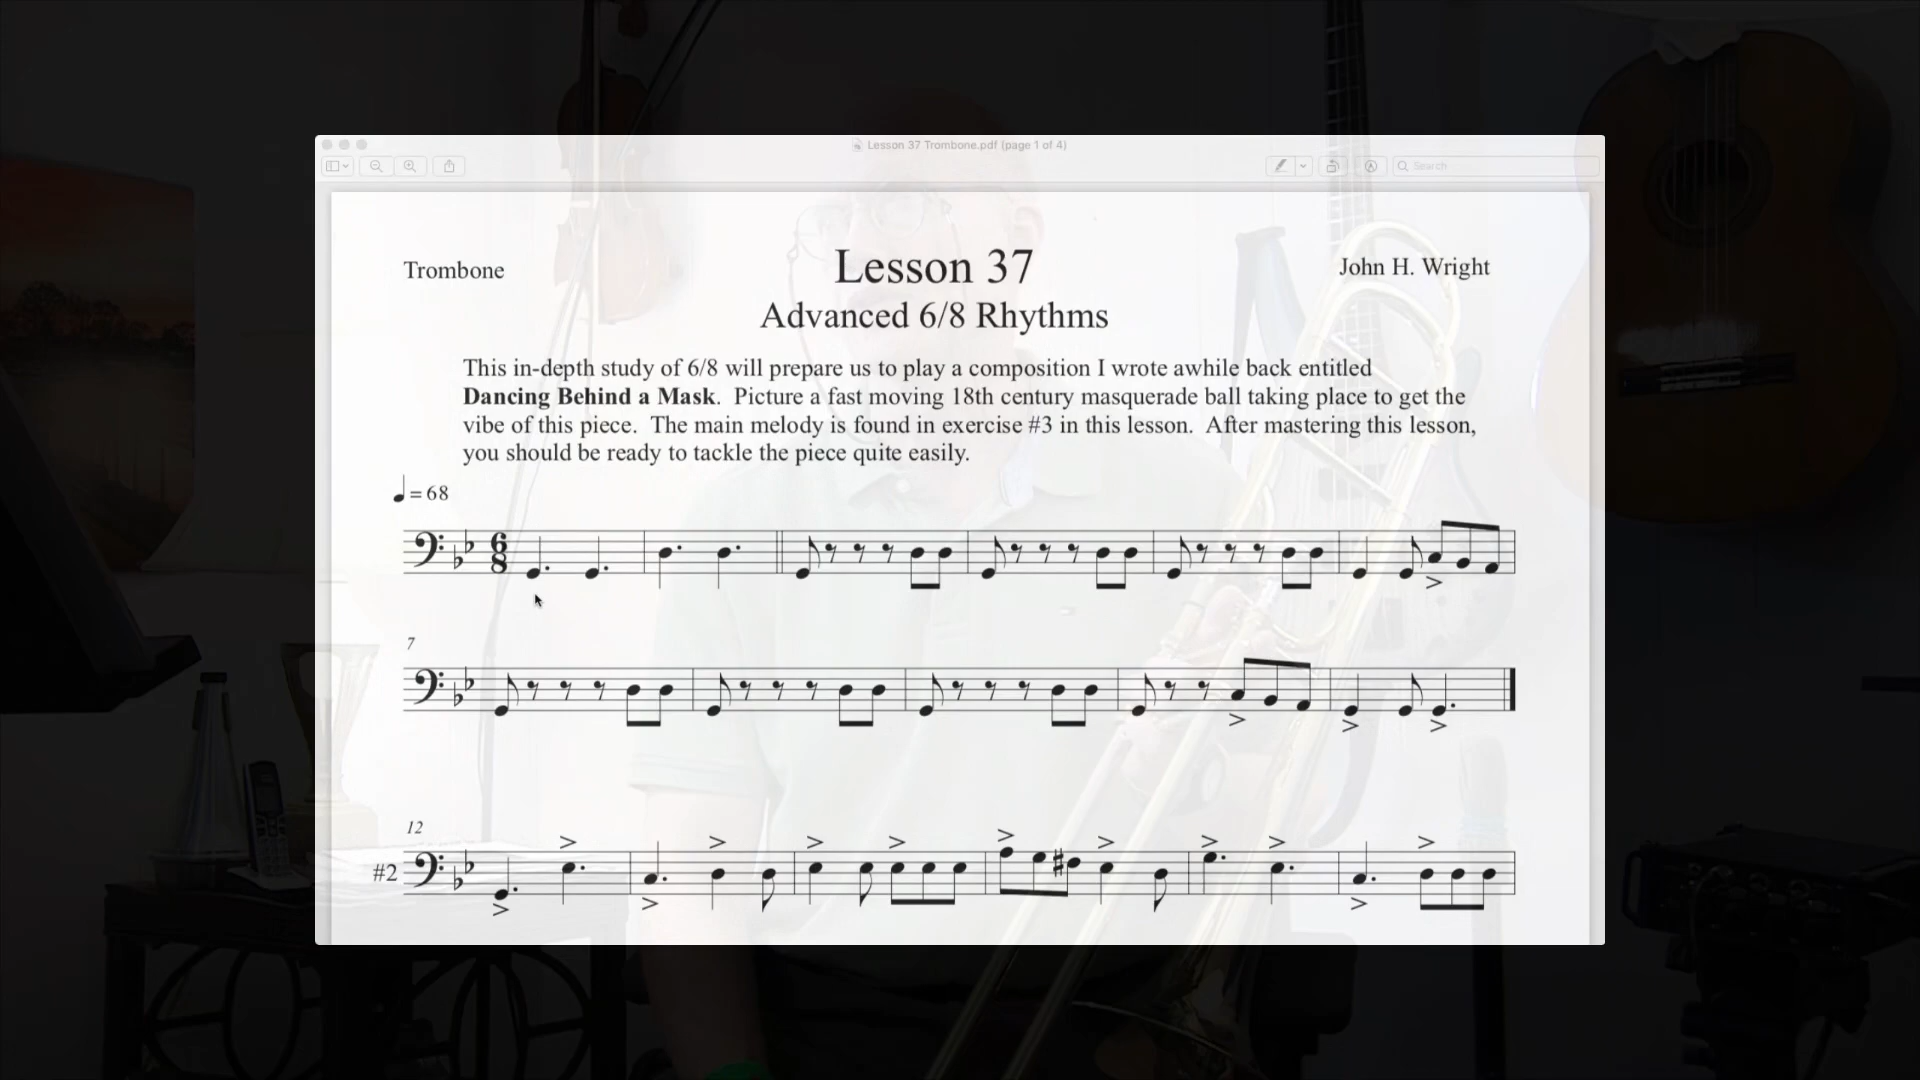 Lesson 37 Trombone.pdf (page 1 of 4)
Search
Trombone
Lesson 37
John H. Wright
Advanced 6/8 Rhythms
This in-depth study of 6/8 will prepare us to play a composition I wrote awhile back entitled
Dancing Behind a Mask. Picture a fast moving 18th century masquerade ball taking place to get the
vibe of this piece. The main melody is found in exercise #3 in this lesson. After mastering this lesson,
you should be ready to tackle the piece quite easily.
= 68
6
8
7
12
#2